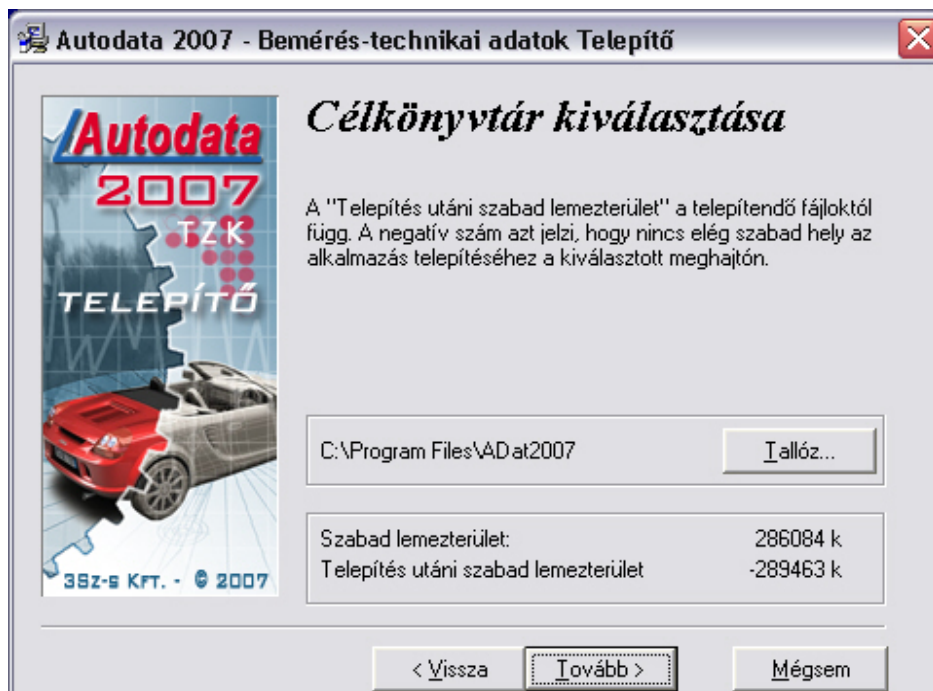 Autodata 2007 - Bemérés-technikai adatok Telepítő
Autodata
2007
TZK
TELEPÍTŐ
3Sz-s Kft. - © 2007
Célkönyvtár kiválasztása
A "Telepítés utáni szabad lemezterület" a telepítendő fájloktól
függ. A negatív szám azt jelzi, hogy nincs elég szabad hely az
alkalmazás telepítéséhez a kiválasztott meghajtón.
C:\Program Files\ADat2007
Tallóz...
Szabad lemezterület: 286084 k
Telepítés utáni szabad lemezterület -289463 k
< Vissza
Tovább >
Mégsem